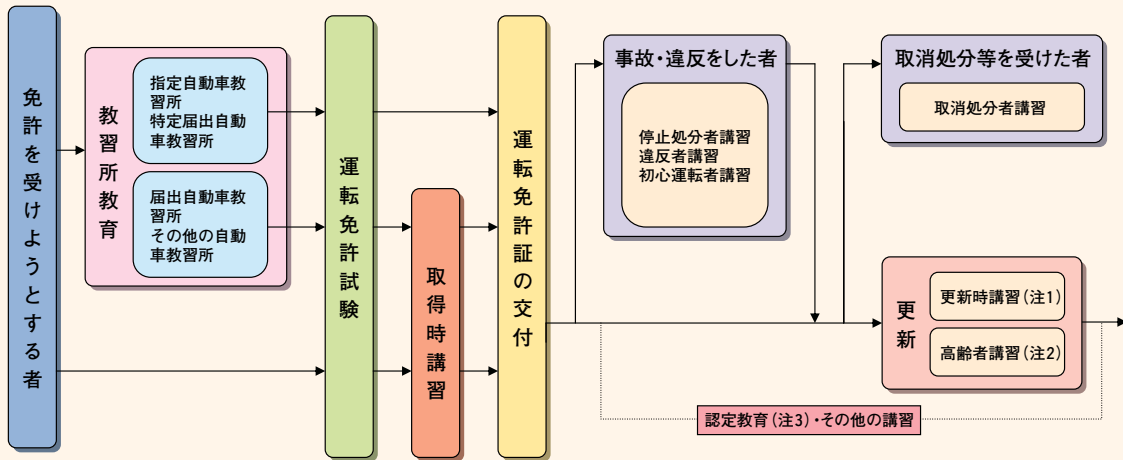 免許を受けようとする者
教習所教育
指定自動車教
習所
特定届出自動
車教習所
届出自動車教
習所
その他の自動
車教習所
運転免許試験
取得時講習
運転免許証の交付
事故・違反をした者
停止処分者講習
違反者講習
初心運転者講習
取消処分等を受けた者
取消処分者講習
更新
更新時講習(注1)
高齢者講習(注2)
認定教育(注3)・その他の講習